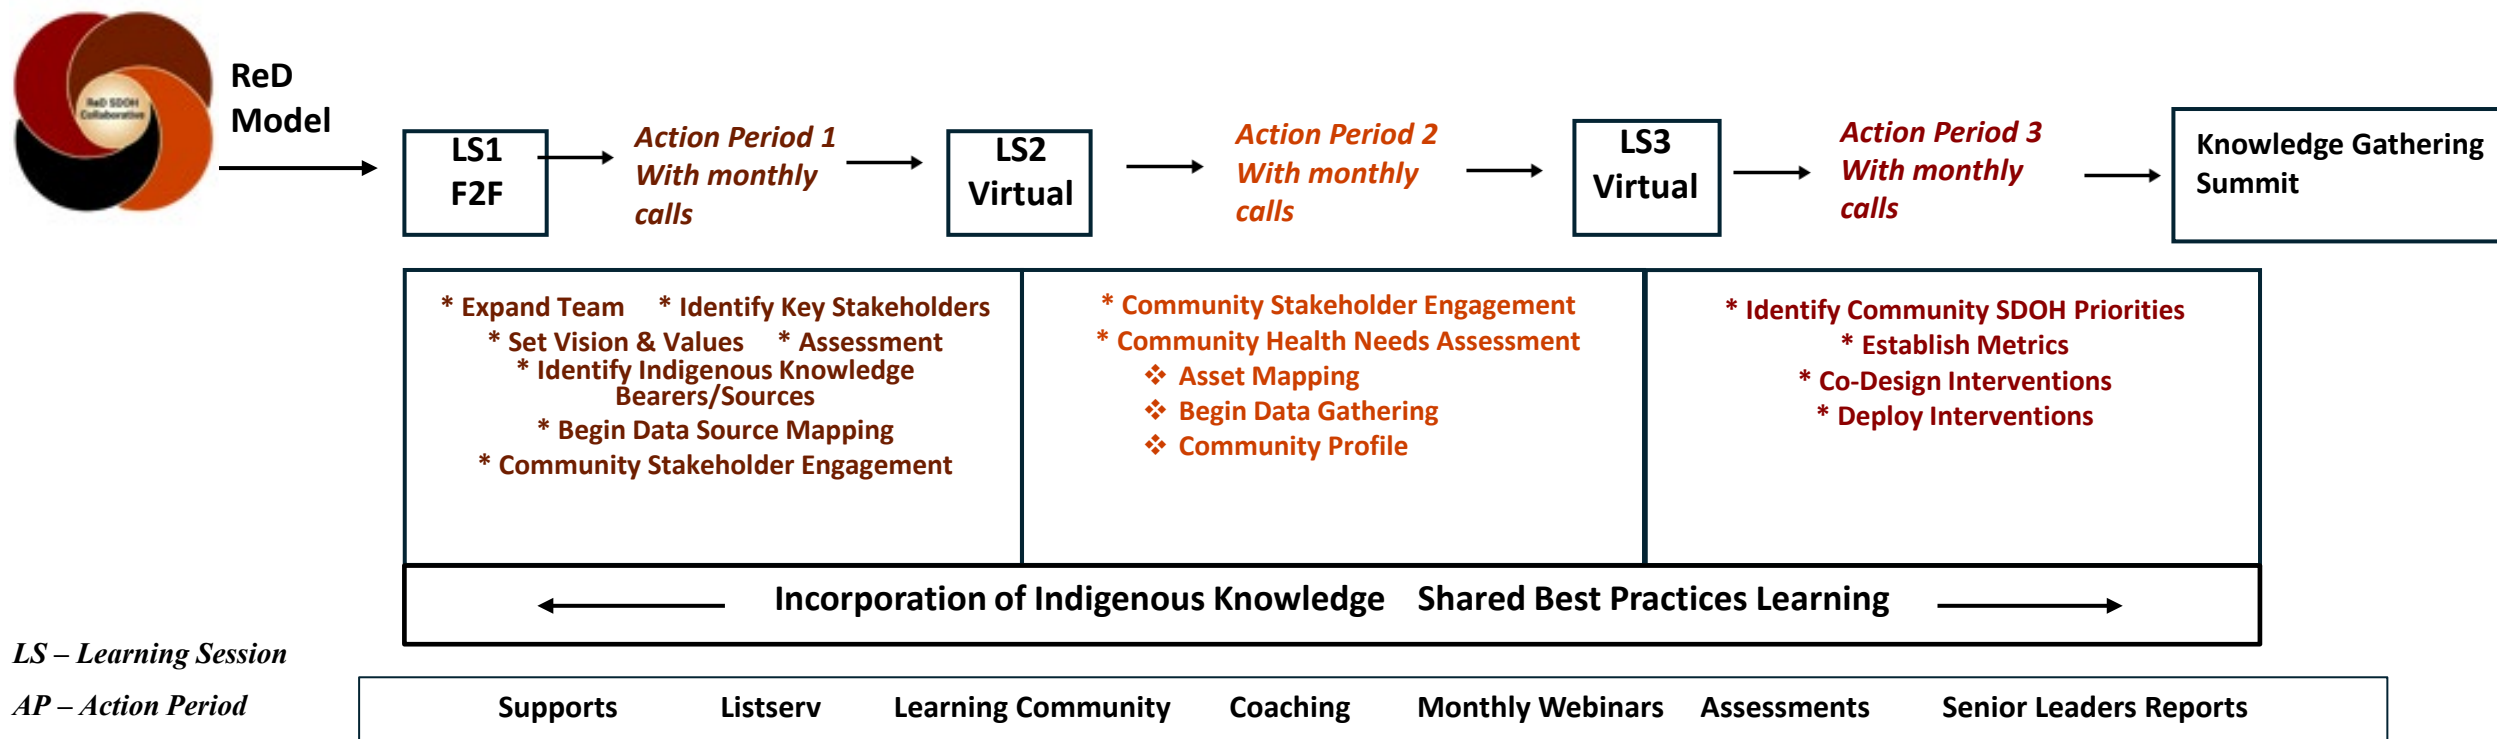 ReD SDOH
Collaborative
ReD
Model
LS1
F2F
Action Period 1
With monthly
calls
LS2
Virtual
Action Period 2
With monthly
calls
LS3
Virtual
Action Period 3
With monthly
calls
Knowledge Gathering
Summit
* Expand Team * Identify Key Stakeholders
* Set Vision & Values * Assessment
* Identify Indigenous Knowledge
Bearers/Sources
* Begin Data Source Mapping
* Community Stakeholder Engagement
* Community Stakeholder Engagement
* Community Health Needs Assessment
❖ Asset Mapping
❖ Begin Data Gathering
❖ Community Profile
* Identify Community SDOH Priorities
* Establish Metrics
* Co-Design Interventions
* Deploy Interventions
Incorporation of Indigenous Knowledge Shared Best Practices Learning
LS – Learning Session
AP – Action Period
Supports Listserv Learning Community Coaching Monthly Webinars Assessments Senior Leaders Reports